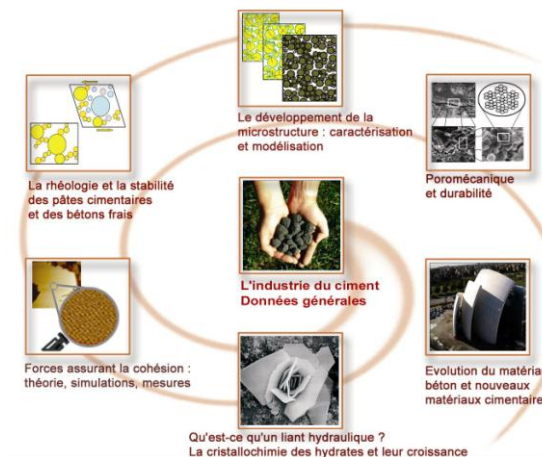 Le développement de la
microstructure : caractérisation
et modélisation
La rhéologie et la stabilité
des pâtes cimentaires
et des bétons frais
Poromécanique
et durabilité
L'industrie du ciment
Données générales
Forces assurant la cohésion :
théorie, simulations, mesures
Evolution du matéria
béton et nouveaux
matériaux cimentaire
Qu'est-ce qu'un liant hydraulique ?
La cristallochimie des hydrates et leur croissance